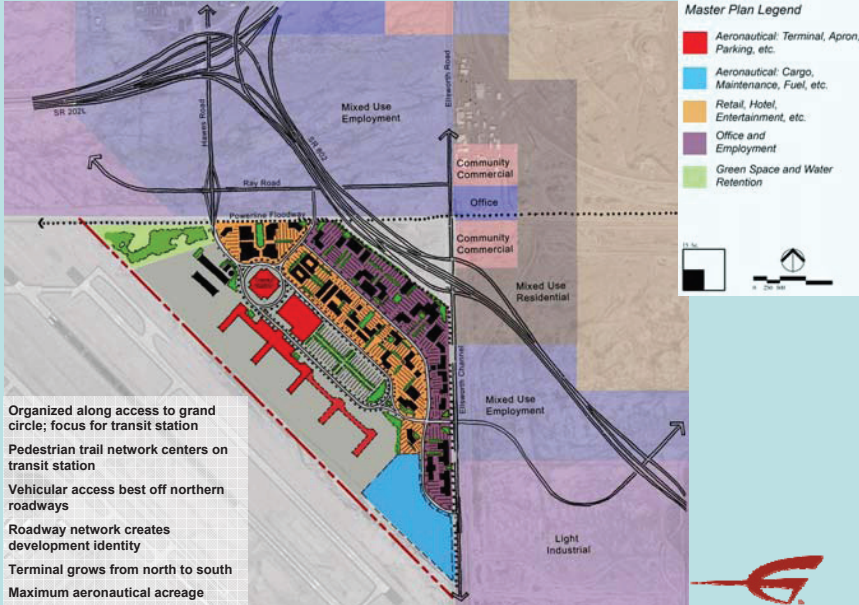 Master Plan Legend
Aeronautical: Terminal, Apron,
Parking, etc.
Aeronautical: Cargo,
Maintenance, Fuel, etc.
Retail, Hotel,
Entertainment, etc.
Office and
Employment
Green Space and Water
Retention
SR 202L
Hawes Road
SR 802
Ellsworth Road
Mixed Use
Employment
Ray Road
Powerline Floodway
Community
Commercial
Office
Community
Commercial
Mixed Use
Residential
Ellsworth Channel
Mixed Use
Employment
Light
Industrial
Organized along access to grand
circle; focus for transit station
Pedestrian trail network centers on
transit station
Vehicular access best off northern
roadways
Roadway network creates
development identity
Terminal grows from north to south
Maximum aeronautical acreage